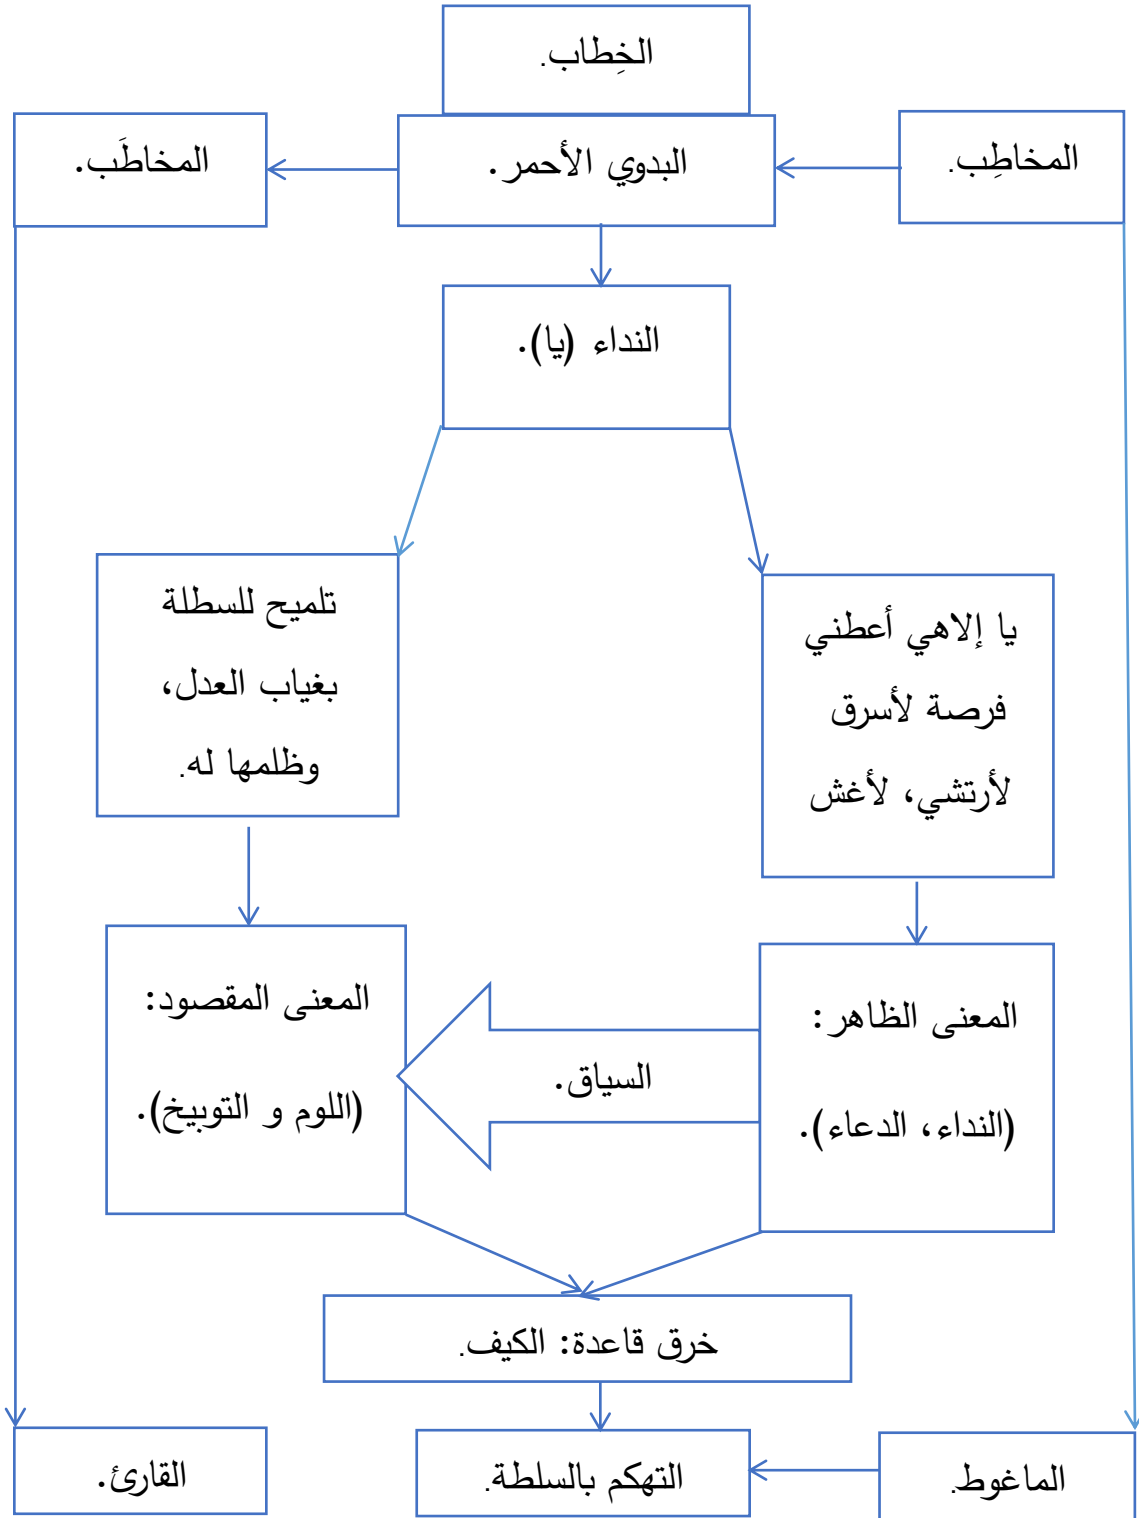 الخِطاب.
المخاطِب.
البدوي الأحمر.
المخاطَب.
النداء (يا).
يا إلاهي أعطني
فرصة لأسرق
لأرتشي، لأغش
تلميح للسطلة
بغياب العدل،
وظلمها له.
المعنى الظاهر:
(النداء، الدعاء).
السياق.
المعنى المقصود:
(اللوم و التوبيخ).
خرق قاعدة: الكيف.
الماغوط.
التهكم بالسلطة.
القارئ.